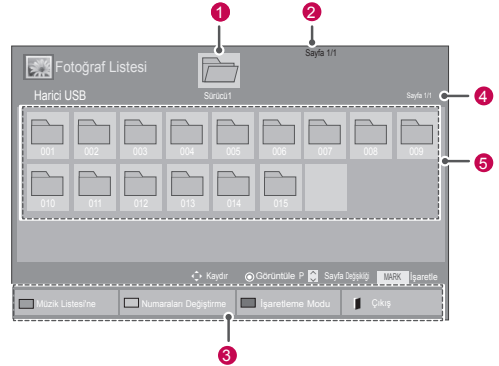 1
2
Sayfa 1/1
Fotoğraf Listesi
Harici USB
Sürücü1
Sayfa 1/1
4
001 002 003 004 005 006 007 008 009
5
010 011 012 013 014 015
Kaydır Görüntüle P Sayfa Değişikliği MARK İşaretle
Müzik Listesi'ne Numaraları Değiştirme İşaretleme Modu Çıkış
3